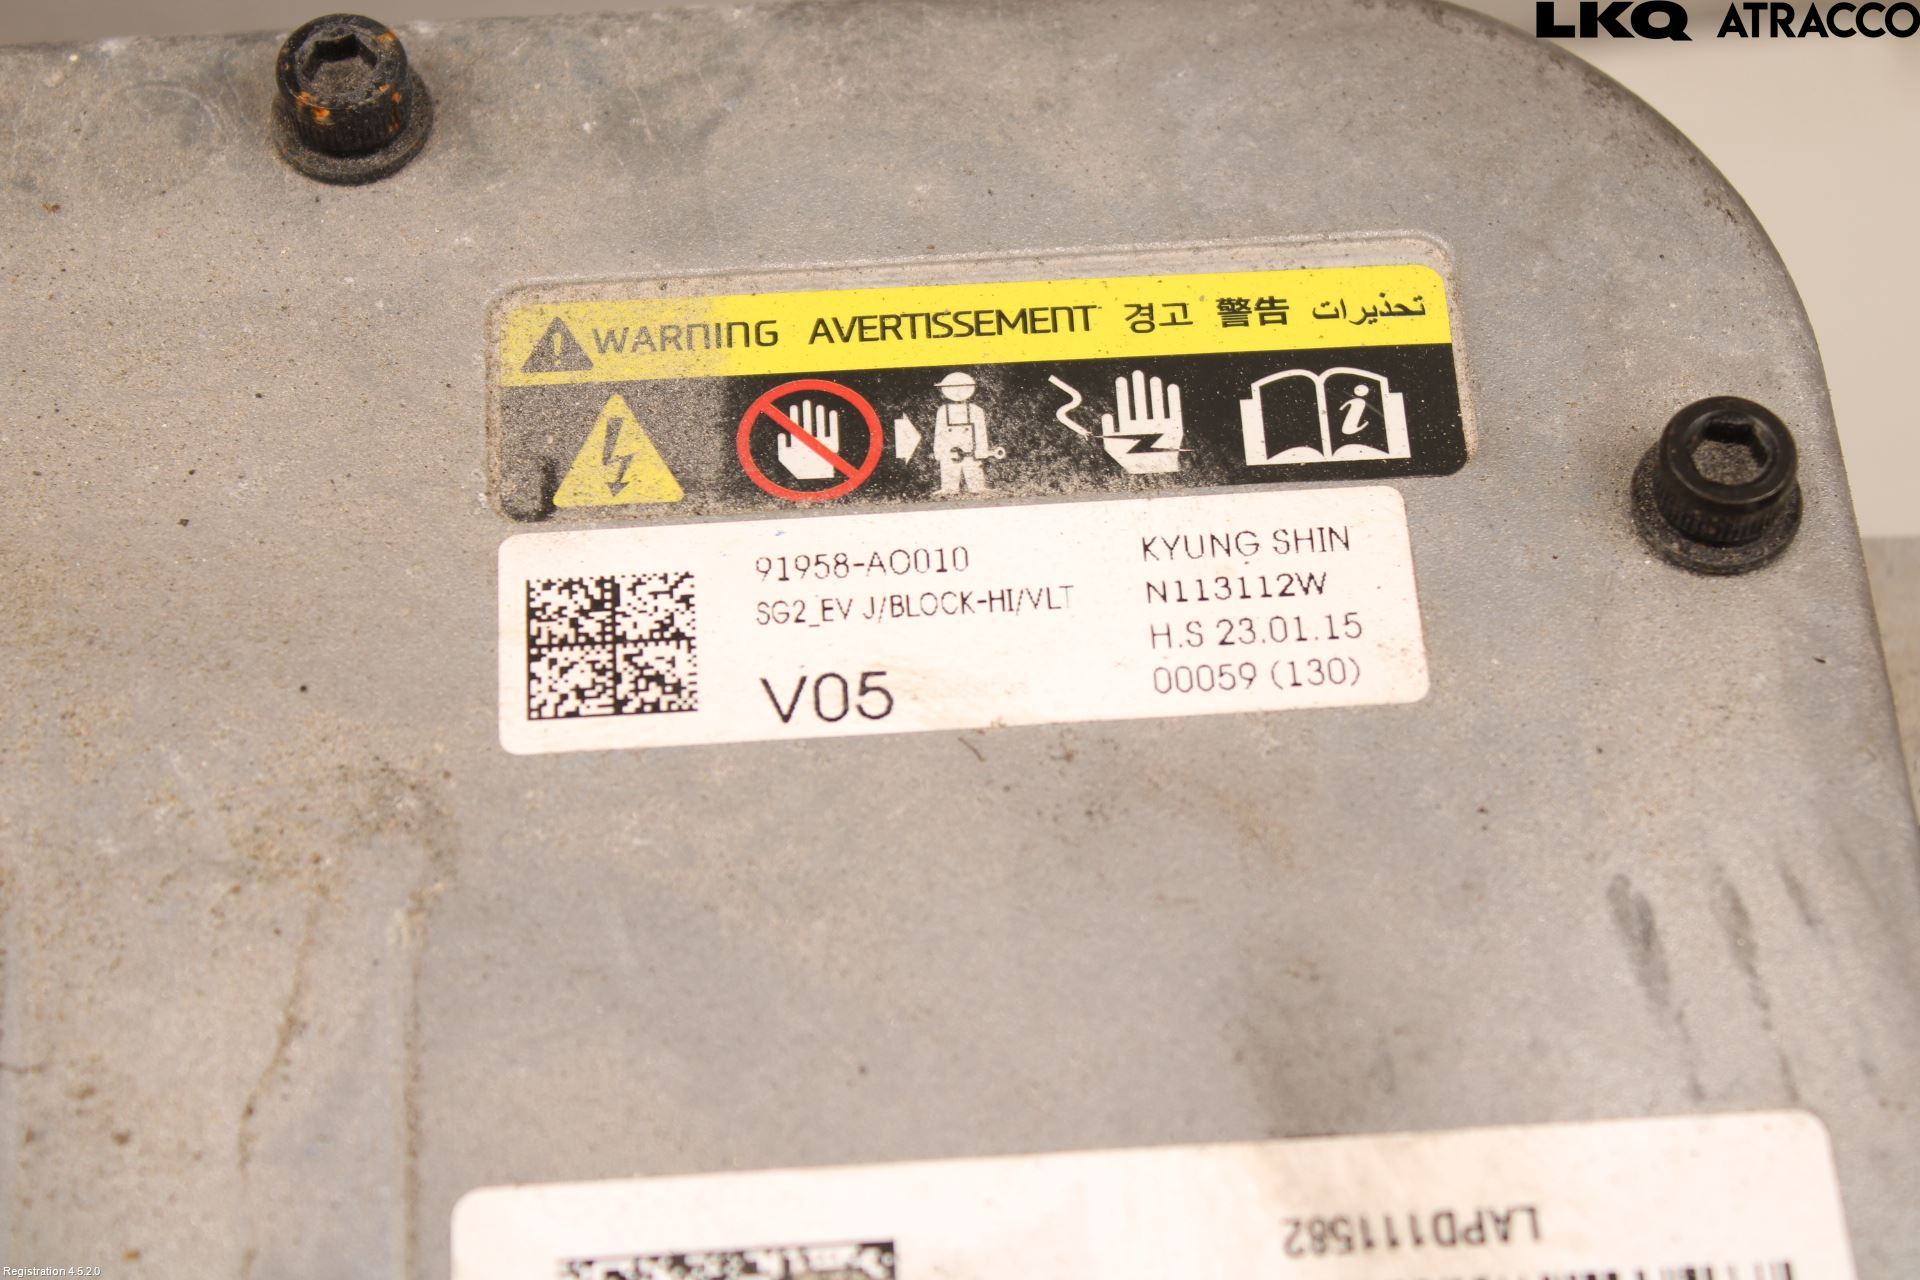 LKQ ATRACCO
WARNING AVERTISSEMENT 경고 警告 تحذيرات
91958-AO010
SG2_EV J/BLOCK-HI/VLT
V05
KYUNG SHIN
N113112W
H.S 23.01.15
00059 (130)
LAPD111582
Registration 4.5.2.0